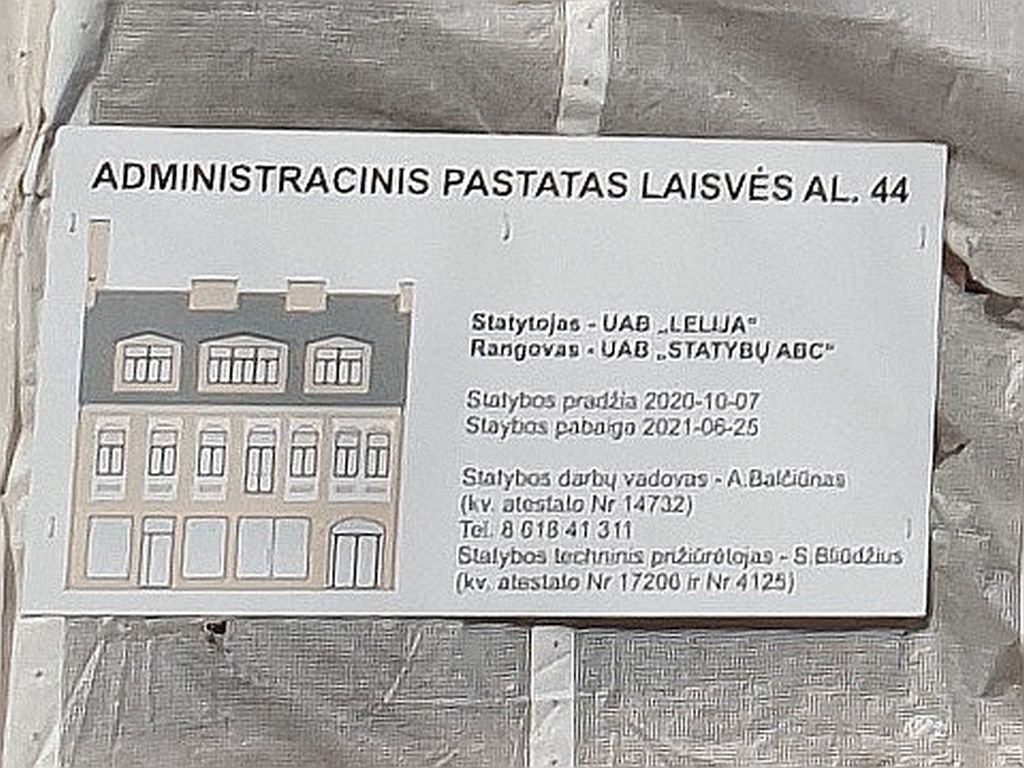 ADMINISTRACINIS PASTATAS LAISVĖS AL. 44
Statytojas - UAB „LELIJA“
Rangovas - UAB „STATYBŲ ABC“
Statybos pradžia 2020-10-07
Staybos pabaiga 2021-06-25
Statybos darbų vadovas - A.Balčiūnas
(kv. atestato Nr 14732)
Tel. 8 618 41 311
Statybos techninis prižiūrėtojas - S.Bliūdžius
(kv. atestato Nr 17200 ir Nr 4125)